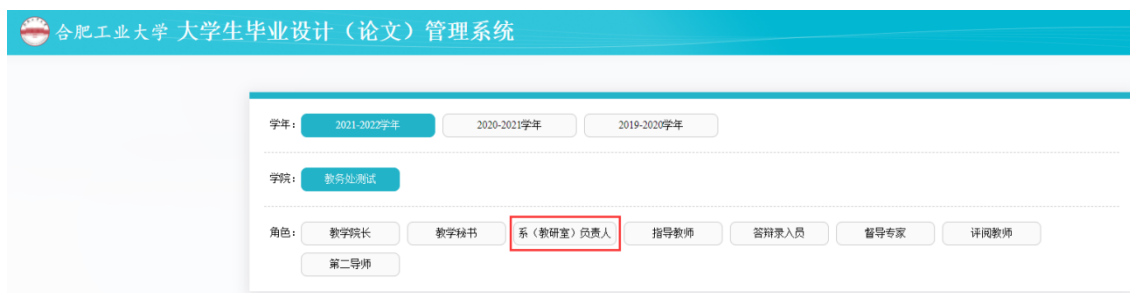 合肥工业大学 大学生毕业设计（论文）管理系统
学年： 2021-2022学年 2020-2021学年 2019-2020学年
学院： 教务处测试
角色： 教学院长 教学秘书 系（教研室）负责人 指导教师 答辩录入员 督导专家 评阅教师
第二导师